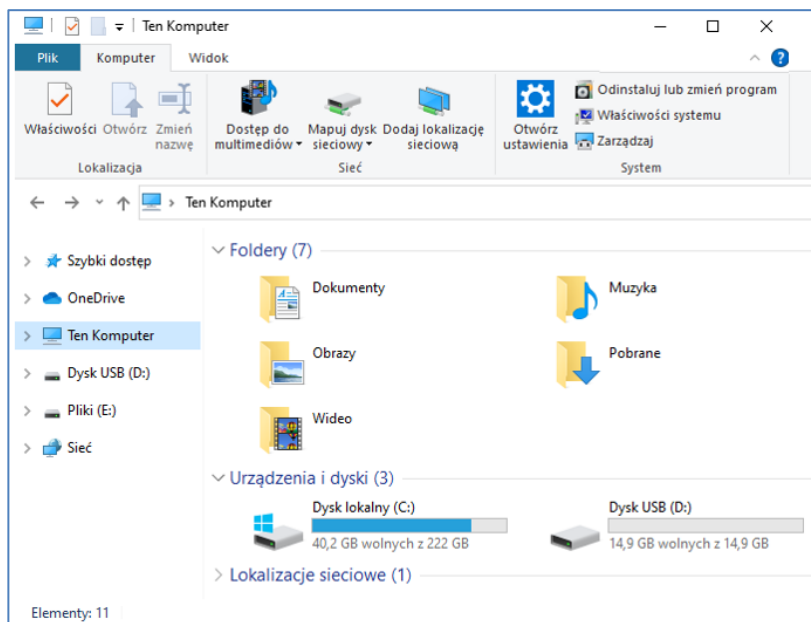 Ten Komputer
Plik Komputer Widok
Właściwości Otwórz Zmień nazwę
Lokalizacja
Dostęp do multimediów Mapuj dysk sieciowy Dodaj lokalizację sieciową
Sieć
Otwórz ustawienia
Odinstaluj lub zmień program
Właściwości systemu
Zarządzaj
System
Ten Komputer
Szybki dostęp
OneDrive
Ten Komputer
Dysk USB (D:)
Pliki (E:)
Sieć
Foldery (7)
Dokumenty
Muzyka
Obrazy
Pobrane
Wideo
Urządzenia i dyski (3)
Dysk lokalny (C:)
40,2 GB wolnych z 222 GB
Dysk USB (D:)
14,9 GB wolnych z 14,9 GB
Lokalizacje sieciowe (1)
Elementy: 11